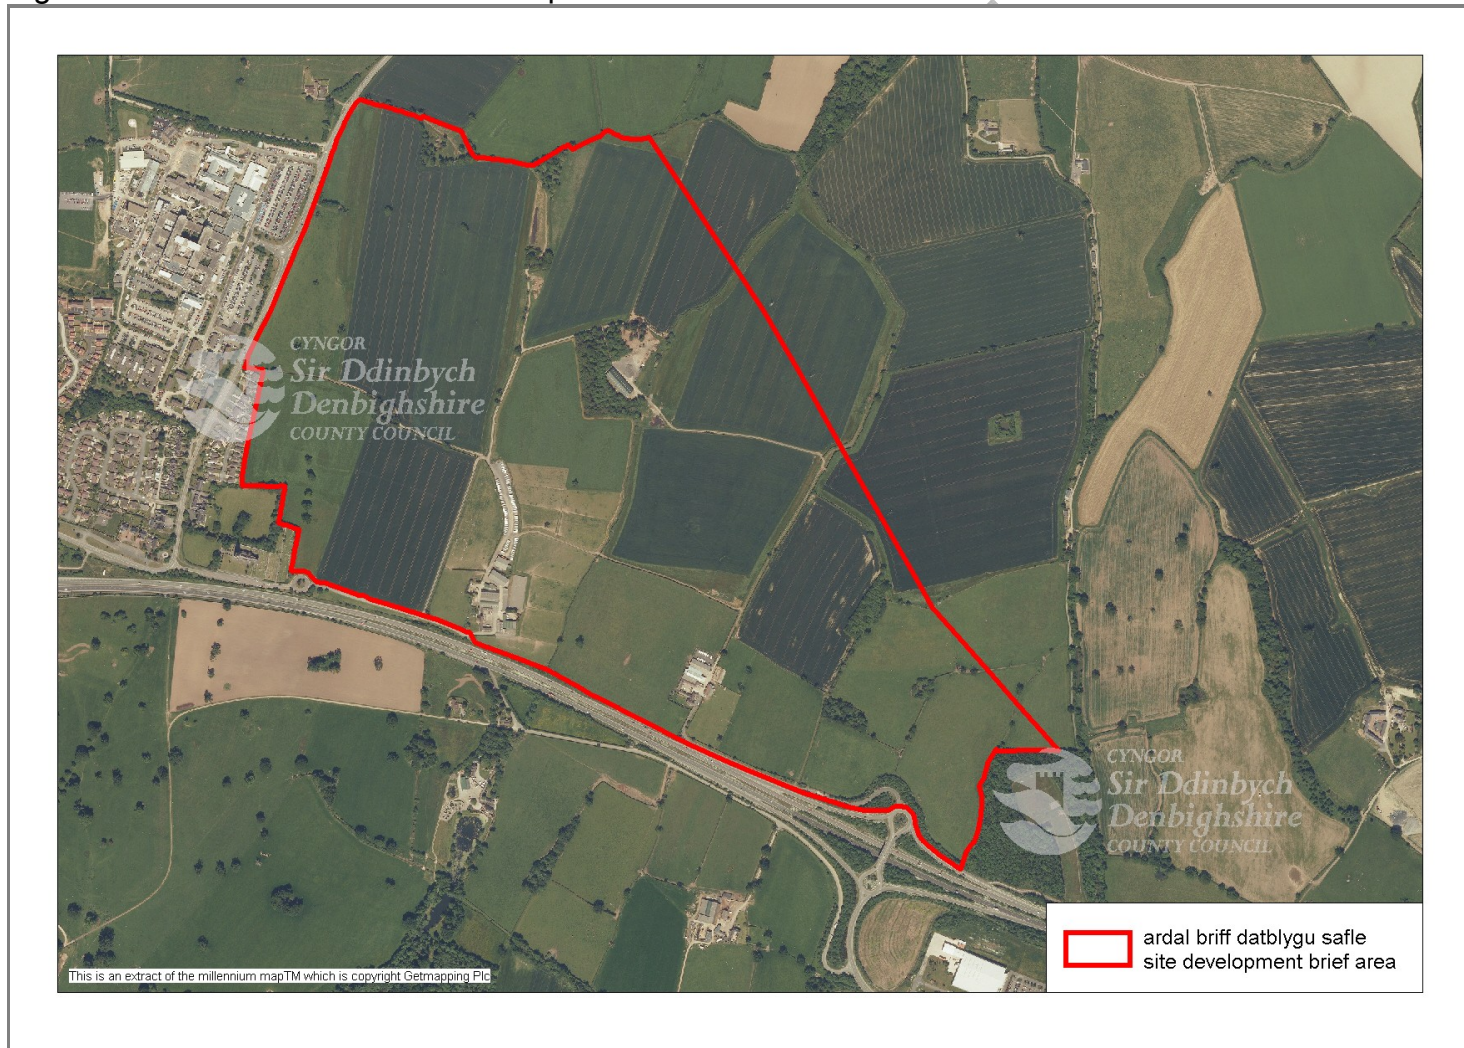 CYNGOR
Sir Ddinbych
Denbighshire
COUNTY COUNCIL
CYNGOR
Sir Ddinbych
Denbighshire
COUNTY COUNCIL
ardal briff datblygu safle
site development brief area
This is an extract of the millennium mapTM which is copyright Getmapping Plc